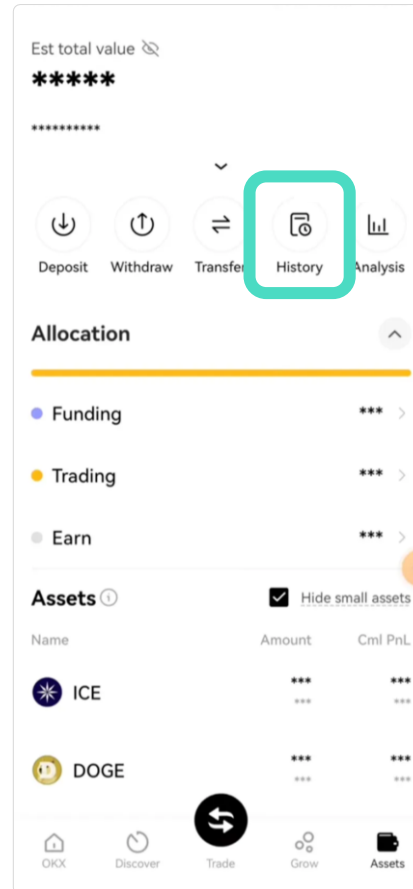 Est total value
*****
**********
Deposit Withdraw Transfer History Analysis
Allocation
Funding ***
Trading ***
Earn ***
Assets Hide small assets
Name Amount Cml PnL
ICE *** ***
*** ***
DOGE *** ***
*** ***
OKX Discover Trade Grow Assets